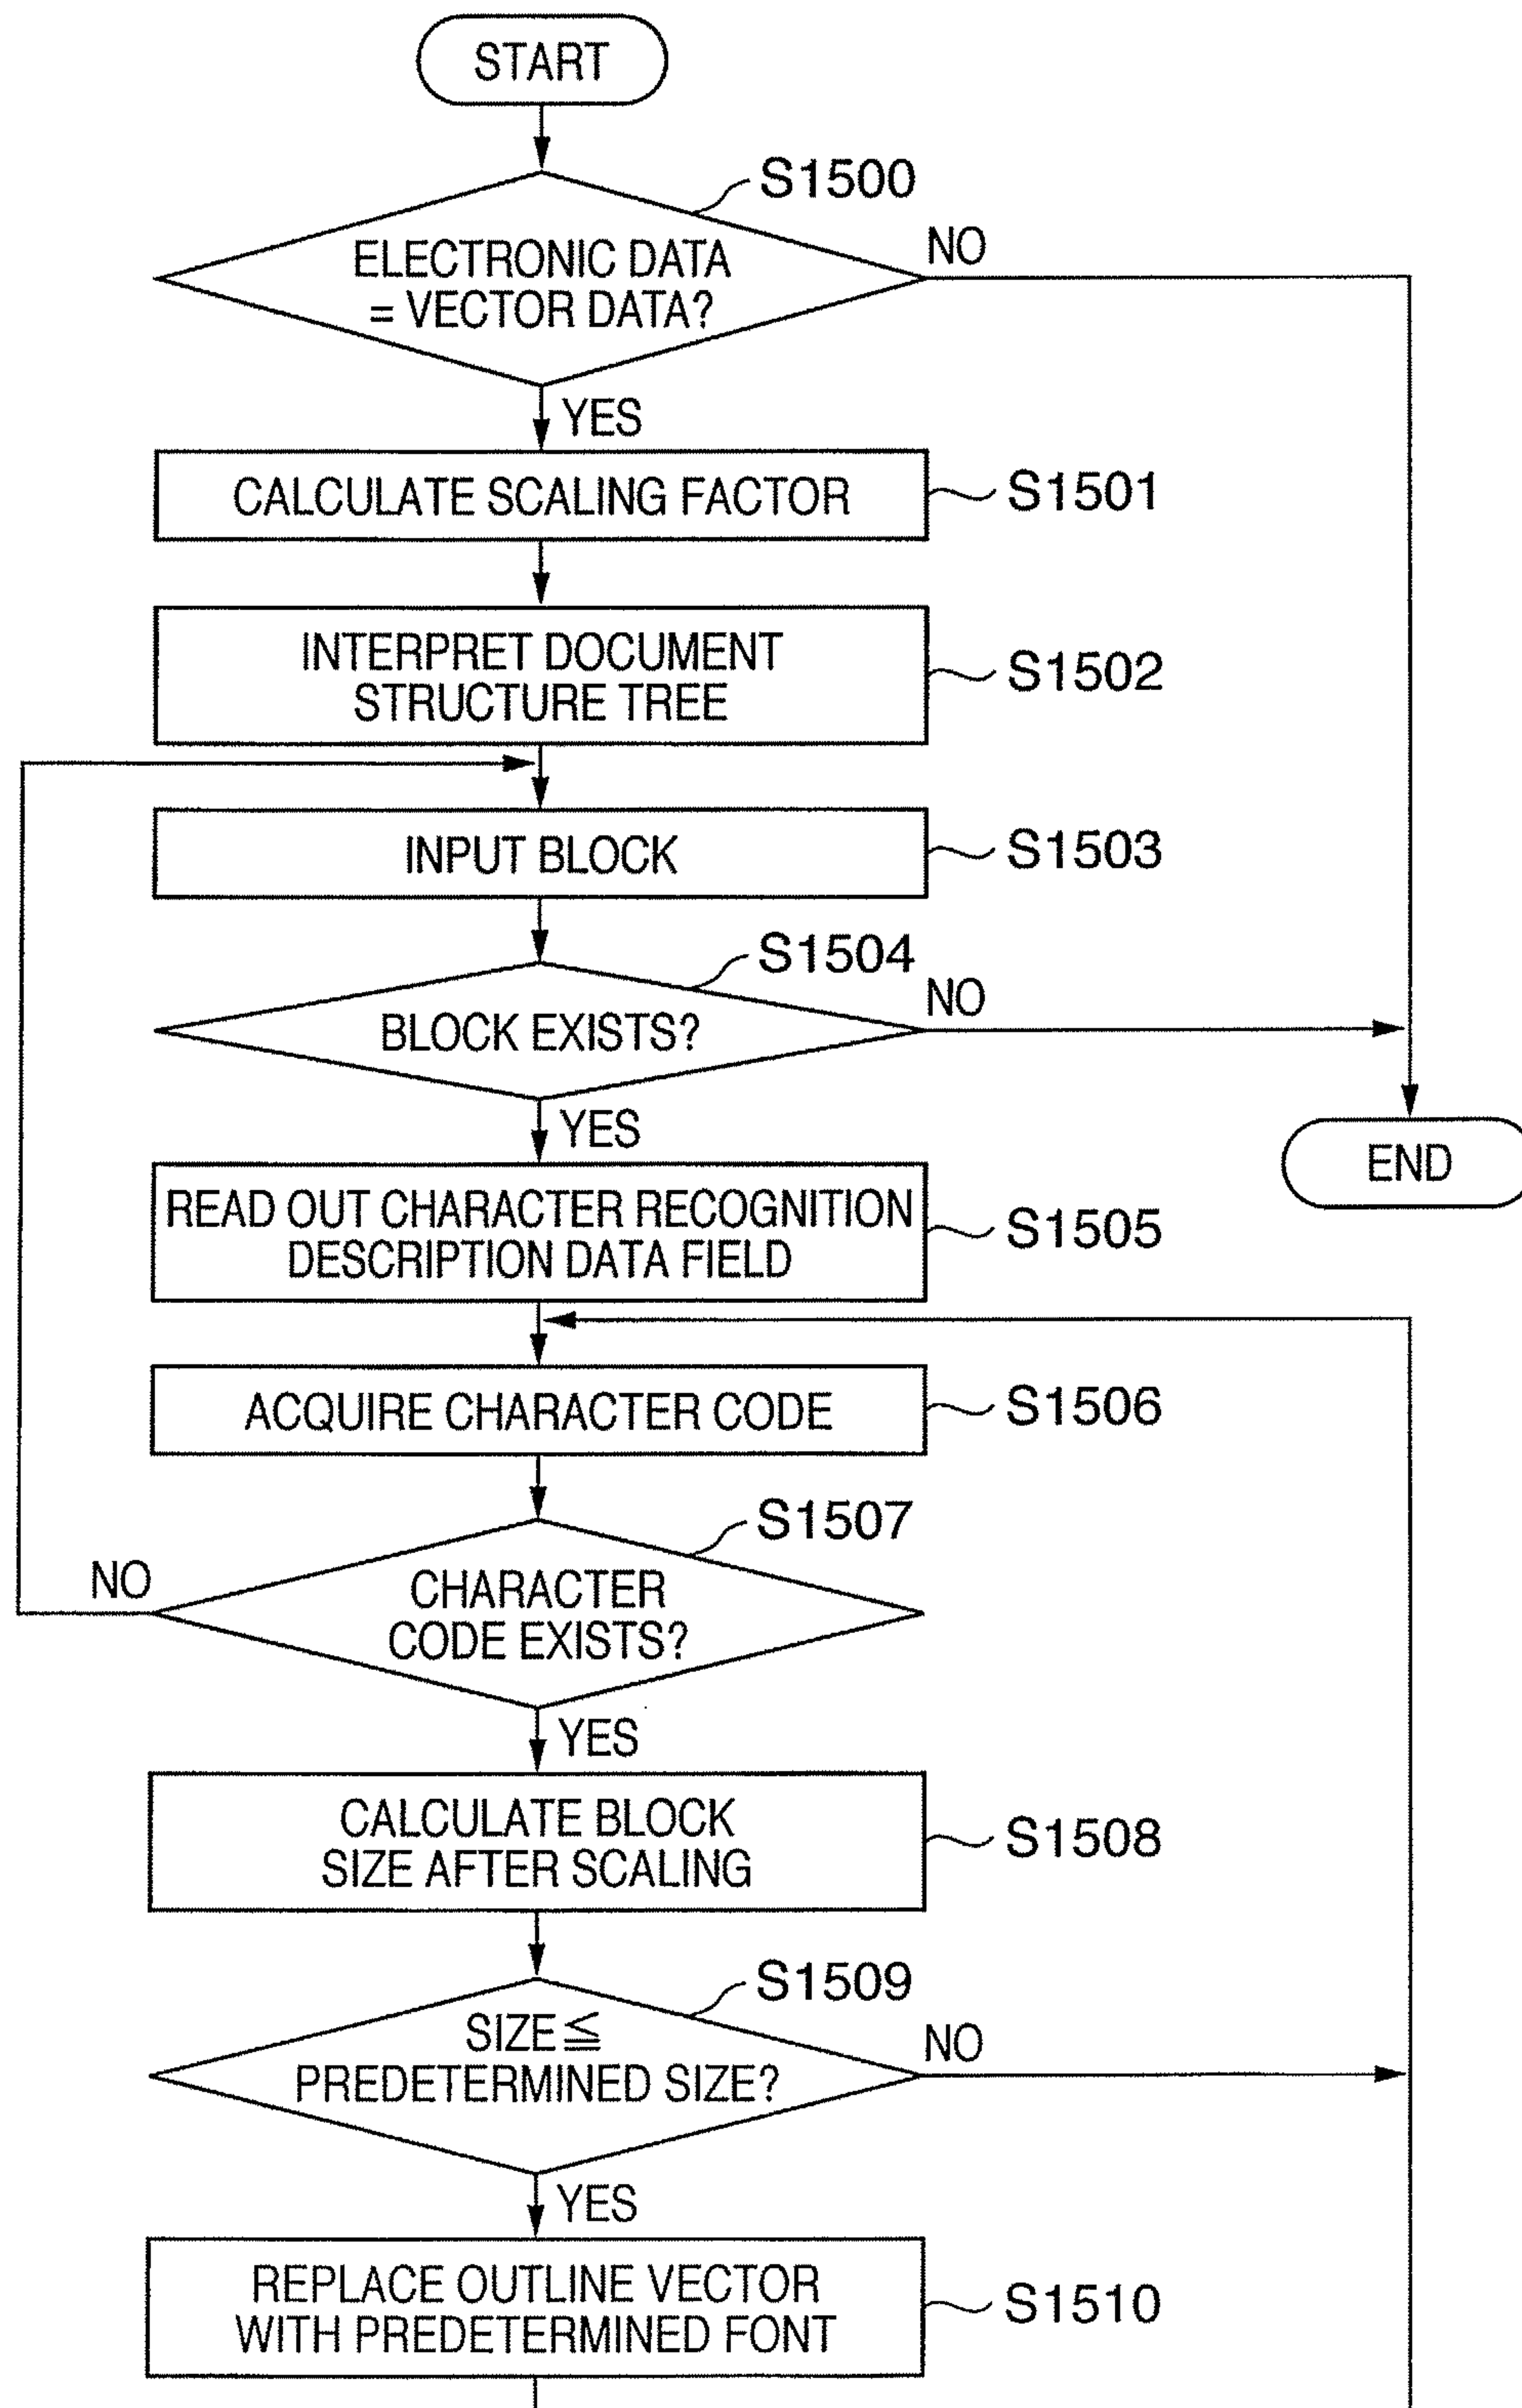 START
S1500
ELECTRONIC DATA
= VECTOR DATA?
NO
YES
CALCULATE SCALING FACTOR
S1501
INTERPRET DOCUMENT
STRUCTURE TREE
S1502
INPUT BLOCK
S1503
S1504
BLOCK EXISTS?
NO
YES
END
READ OUT CHARACTER RECOGNITION
DESCRIPTION DATA FIELD
S1505
ACQUIRE CHARACTER CODE
S1506
S1507
NO
CHARACTER
CODE EXISTS?
YES
CALCULATE BLOCK
SIZE AFTER SCALING
S1508
S1509
SIZE ≦
PREDETERMINED SIZE?
NO
YES
REPLACE OUTLINE VECTOR
WITH PREDETERMINED FONT
S1510